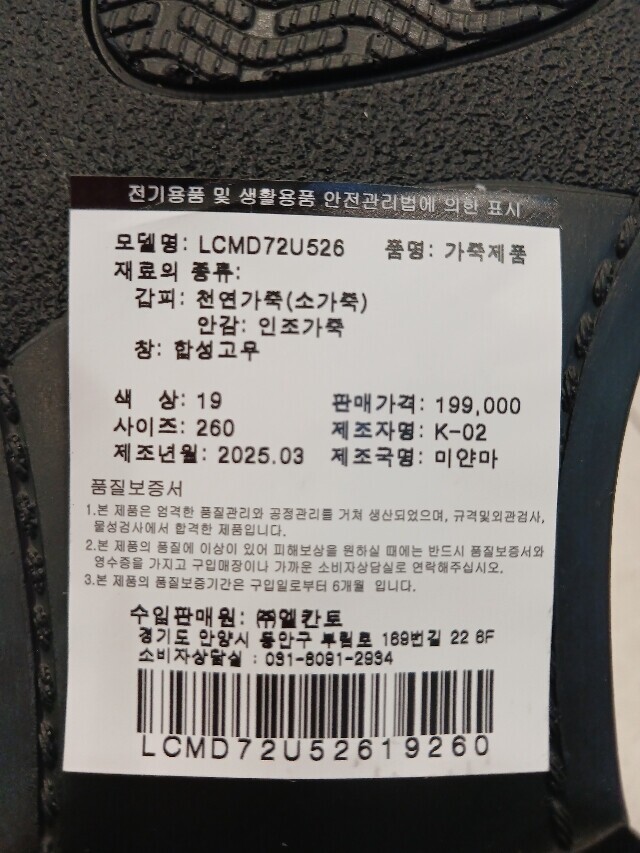 전기용품 및 생활용품 안전관리법에 의한 표시
모델명: LCMD72U526 품명: 가죽제품
재료의 종류:
갑피: 천연가죽(소가죽)
안감: 인조가죽
창: 합성고무
색 상: 19 판매가격: 199,000
사이즈: 260 제조자명: K-02
제조년월: 2025.03 제조국명: 미얀마
품질보증서
1.본 제품은 엄격한 품질관리와 공정관리를 거쳐 생산되었으며, 규격및외관검사,
물성검사에서 합격한 제품입니다.
2.본 제품의 품질에 이상이 있어 피해보상을 원하실 때에는 반드시 품질보증서와
영수증을 가지고 구입매장이나 가까운 소비자상담실로 연락해주십시오.
3.본 제품의 품질보증기간은 구입일로부터 6개월 입니다.
수입판매원: ㈜엘칸토
경기도 안양시 동안구 부림로 169번길 22 6F
소비자상담실 : 031-8091-2934
LCMD72U52619260